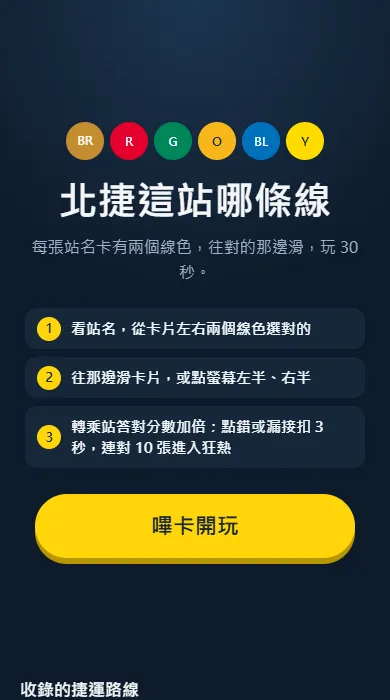 BR R G O BL Y
北捷這站哪條線
每張站名卡有兩個線色，往對的那邊滑，玩 30
秒。
1 看站名，從卡片左右兩個線色選對的
2 往那邊滑卡片，或點螢幕左半、右半
3 轉乘站答對分數加倍；點錯或漏接扣 3
秒，連對 10 張進入狂熱
嗶卡開玩
收錄的捷運路線